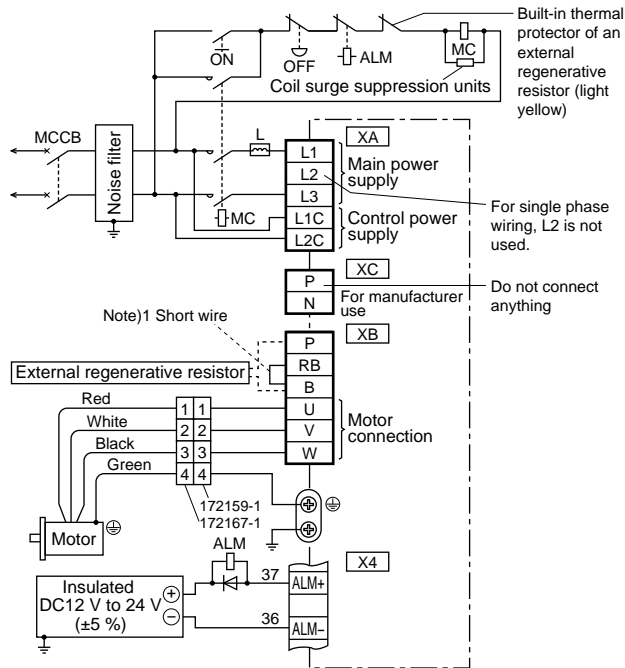 Built-in thermal
protector of an
external
regenerative
resistor (light
yellow)
ON
OFF
ALM
MC
Coil surge suppression units
MCCB
Noise filter
L
MC
XA
L1
L2
L3
L1C
L2C
Main power
supply
Control power
supply
For single phase
wiring, L2 is not
used.
XC
P
N
For manufacturer
use
Do not connect
anything
Note)1 Short wire
XB
P
RB
B
U
V
W
External regenerative resistor
Motor
connection
Red
White
Black
Green
1 1
2 2
3 3
4 4
172159-1
172167-1
Motor
ALM
X4
37
ALM+
36
ALM−
Insulated
DC12 V to 24 V
(±5 %)
+
−